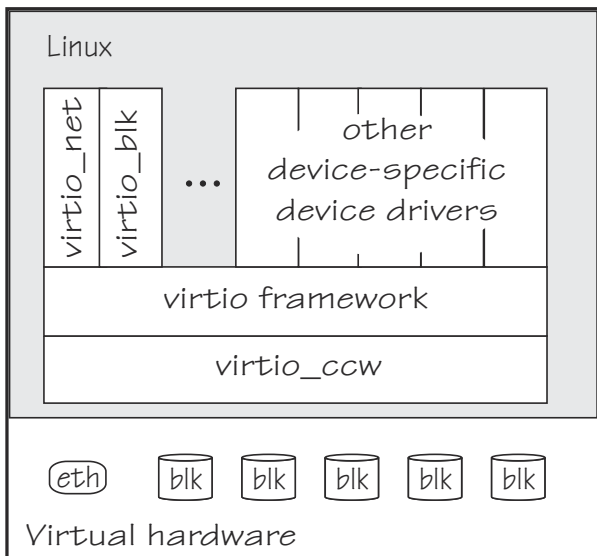 Linux
virtio_net
virtio_blk
...
other
device-specific
device drivers
virtio framework
virtio_ccw
eth
blk
blk
blk
blk
blk
Virtual hardware